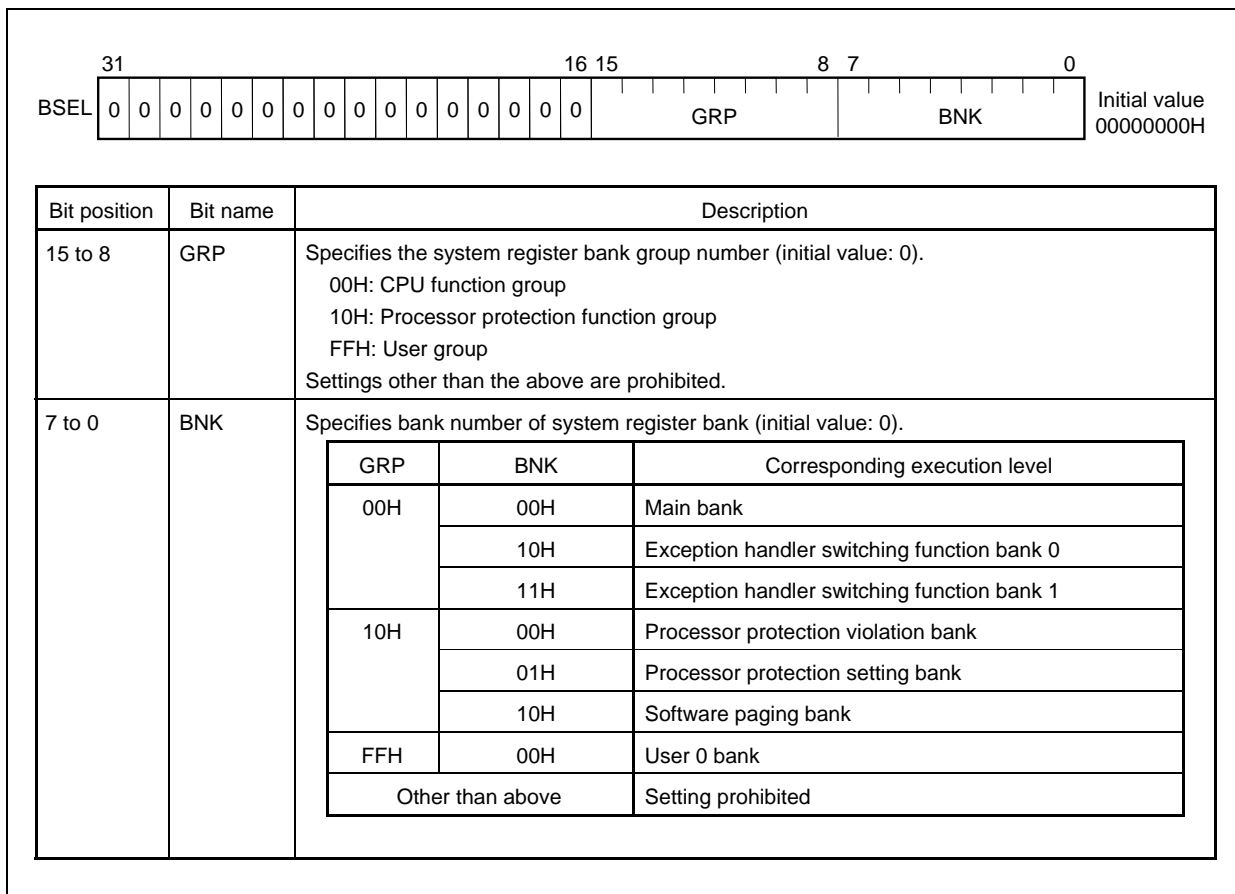 31 16 15 8 7 0
BSEL 0 0 0 0 0 0 0 0 0 0 0 0 0 0 0 0 GRP BNK Initial value
00000000H
Bit position Bit name Description
15 to 8 GRP Specifies the system register bank group number (initial value: 0).
00H: CPU function group
10H: Processor protection function group
FFH: User group
Settings other than the above are prohibited.
7 to 0 BNK Specifies bank number of system register bank (initial value: 0).
GRP BNK Corresponding execution level
00H 00H Main bank
10H Exception handler switching function bank 0
11H Exception handler switching function bank 1
10H 00H Processor protection violation bank
01H Processor protection setting bank
10H Software paging bank
FFH 00H User 0 bank
Other than above Setting prohibited